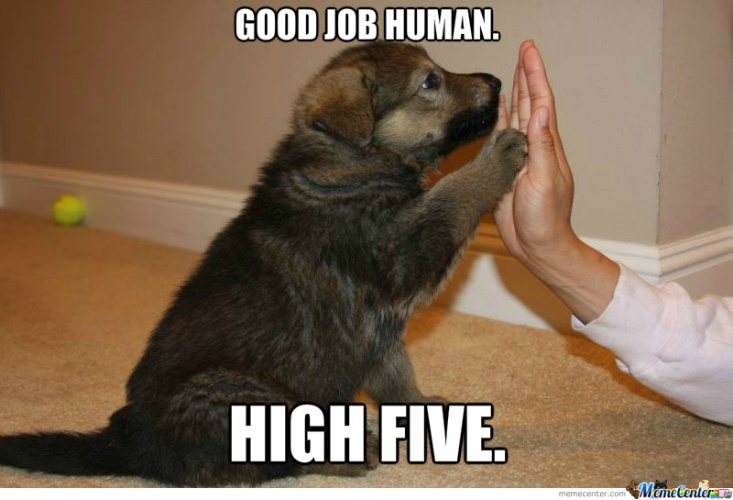 GOOD JOB HUMAN.
HIGH FIVE.
memecenter.com MemeCenter